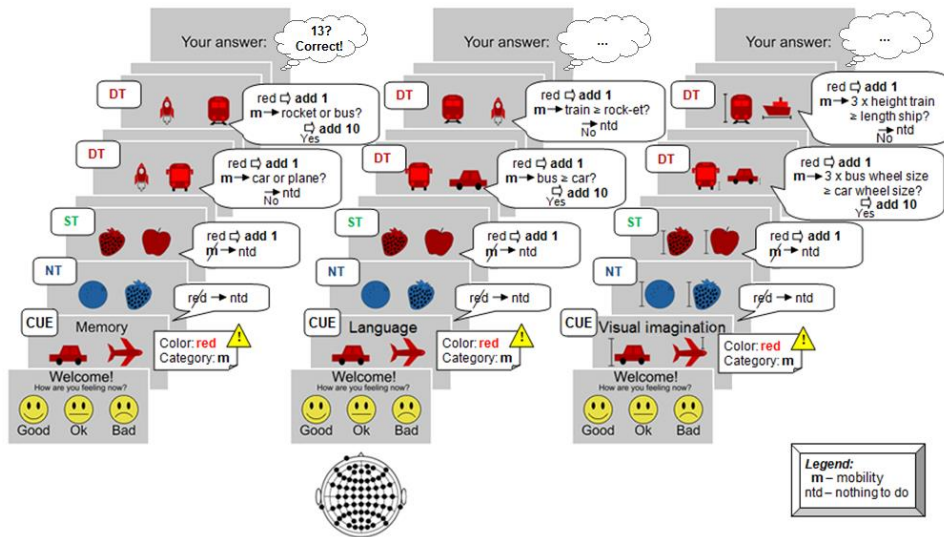 Your answer:
13?
Correct!
DT
red ⇨ add 1
m → rocket or bus?
⇨ add 10
Yes
DT
red ⇨ add 1
m → car or plane?
→ ntd
No
ST
red ⇨ add 1
m → ntd
NT
red → ntd
CUE
Memory
Color: red
Category: m
!
Welcome!
How are you feeling now?
Good Ok Bad
Your answer:
...
DT
red ⇨ add 1
m → train ≥ rock-et?
→ ntd
No
DT
red ⇨ add 1
m → bus ≥ car?
⇨ add 10
Yes
ST
red ⇨ add 1
m → ntd
NT
red → ntd
CUE
Language
Color: red
Category: m
!
Welcome!
How are you feeling now?
Good Ok Bad
Your answer:
...
DT
red ⇨ add 1
m → 3 x height train
≥ length ship?
→ ntd
No
DT
red ⇨ add 1
m → 3 x bus wheel size
≥ car wheel size?
⇨ add 10
Yes
ST
red ⇨ add 1
m → ntd
NT
red → ntd
CUE
Visual imagination
Color: red
Category: m
!
Welcome!
How are you feeling now?
Good Ok Bad
Legend:
m – mobility
ntd – nothing to do